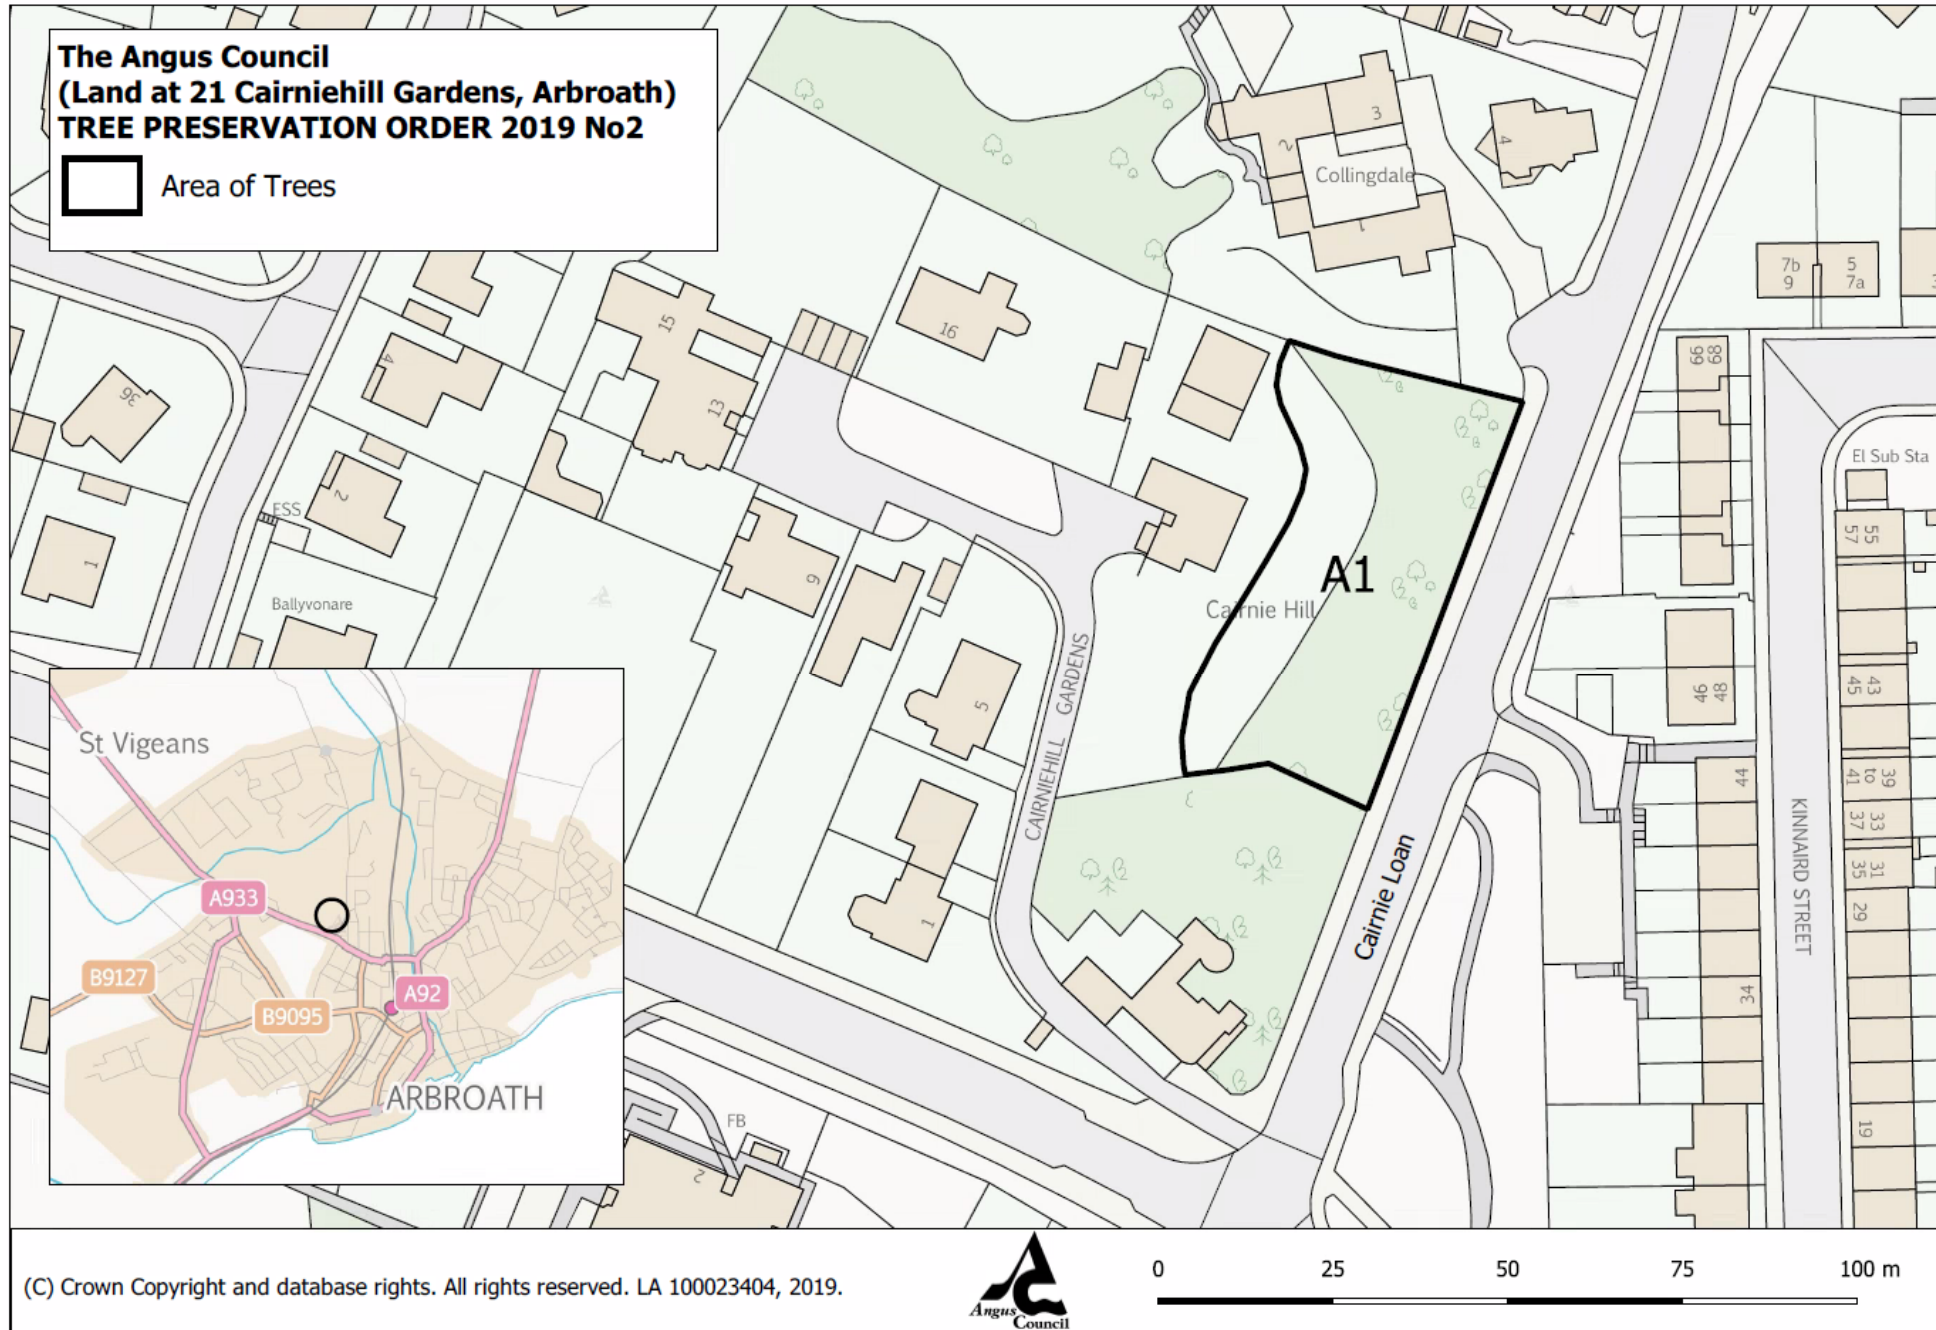 The Angus Council
(Land at 21 Cairniehill Gardens, Arbroath)
TREE PRESERVATION ORDER 2019 No2
Area of Trees
3
2
Collingdale
1
4
7b
9
5
7a
15
16
13
4
36
2
1
ESS
Ballyvonare
9
5
1
66
68
El Sub Sta
57
55
A1
Cairnie Hill
CAIRNIEHILL GARDENS
46
48
45
43
44
41
to
39
37
33
35
31
29
34
19
KINNAIRD STREET
Cairnie Loan
St Vigeans
A933
B9127
A92
B9095
ARBROATH
FB
2
(C) Crown Copyright and database rights. All rights reserved. LA 100023404, 2019.
Angus
Council
0 25 50 75 100 m